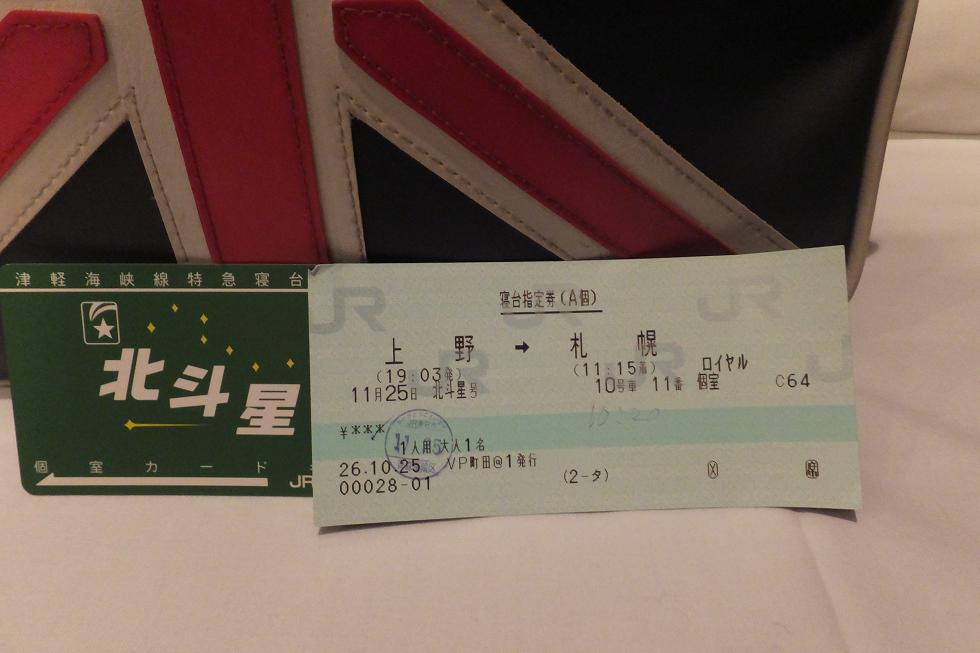 津軽海峡線特急寝台
北斗星
個室カード
JR
寝台指定券(A個)
上野 → 札幌
(19:03発) (11:15着) ロイヤル
11月25日 北斗星号 10号車 11番 個室 C64
10:20
¥***
1人用 大人1名
26.10.25 VP町田@1発行
00028-01 (2-タ)